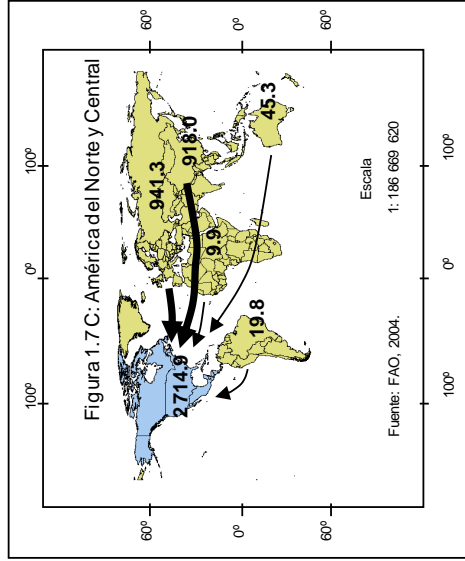 Figura 1.7 C: América del Norte y Central
100º
0º
100º
60º
60º
0º
0º
60º
60º
941.3
918.0
2 714.9
9.9
45.3
19.8
Escala
1: 186 669 620
Fuente: FAO, 2004.
100º
0º
100º